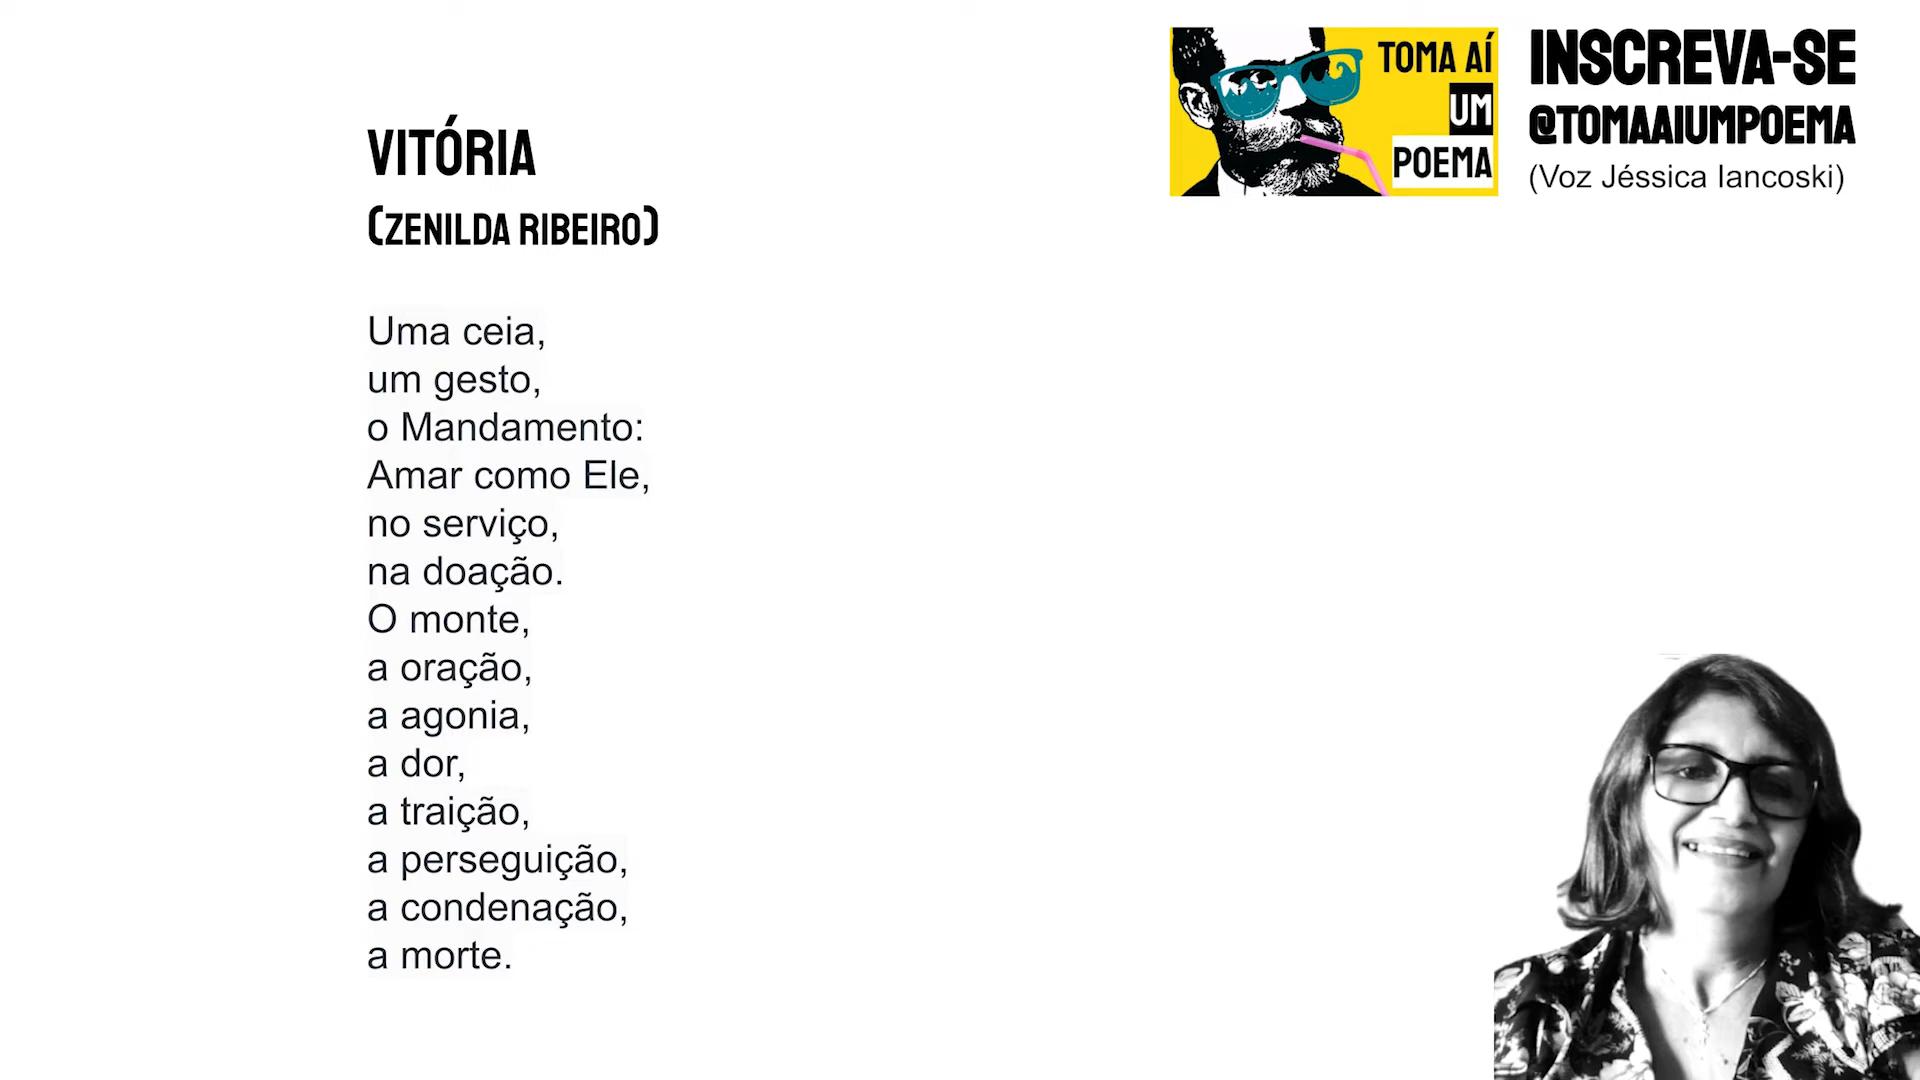 VITÓRIA
(ZENILDA RIBEIRO)
Uma ceia,
um gesto,
o Mandamento:
Amar como Ele,
no serviço,
na doação.
O monte,
a oração,
a agonia,
a dor,
a traição,
a perseguição,
a condenação,
a morte.
TOMA AÍ
UM
POEMA
INSCREVA-SE
@TOMAAIUMPOEMA
(Voz Jéssica Iancoski)